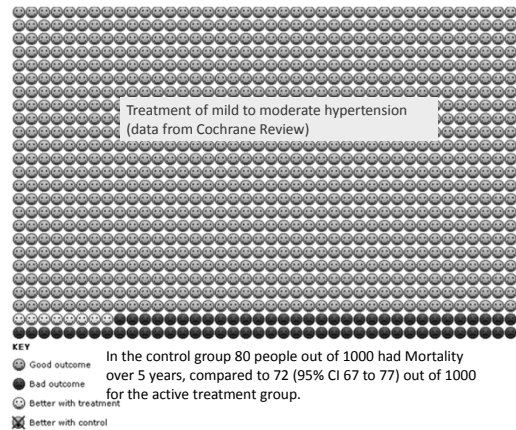 Treatment of mild to moderate hypertension
(data from Cochrane Review)
KEY
Good outcome
Bad outcome
Better with treatment
Better with control
In the control group 80 people out of 1000 had Mortality
over 5 years, compared to 72 (95% CI 67 to 77) out of 1000
for the active treatment group.